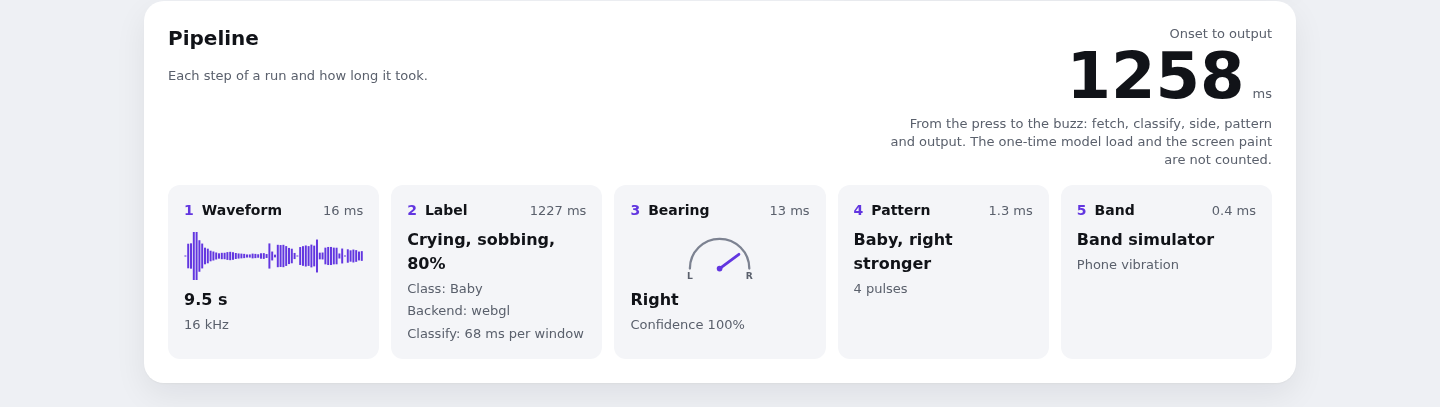 Pipeline
Each step of a run and how long it took.
Onset to output
1258 ms
From the press to the buzz: fetch, classify, side, pattern
and output. The one-time model load and the screen paint
are not counted.
1 Waveform 16 ms
9.5 s
16 kHz
2 Label 1227 ms
Crying, sobbing,
80%
Class: Baby
Backend: webgl
Classify: 68 ms per window
3 Bearing 13 ms
L R
Right
Confidence 100%
4 Pattern 1.3 ms
Baby, right
stronger
4 pulses
5 Band 0.4 ms
Band simulator
Phone vibration